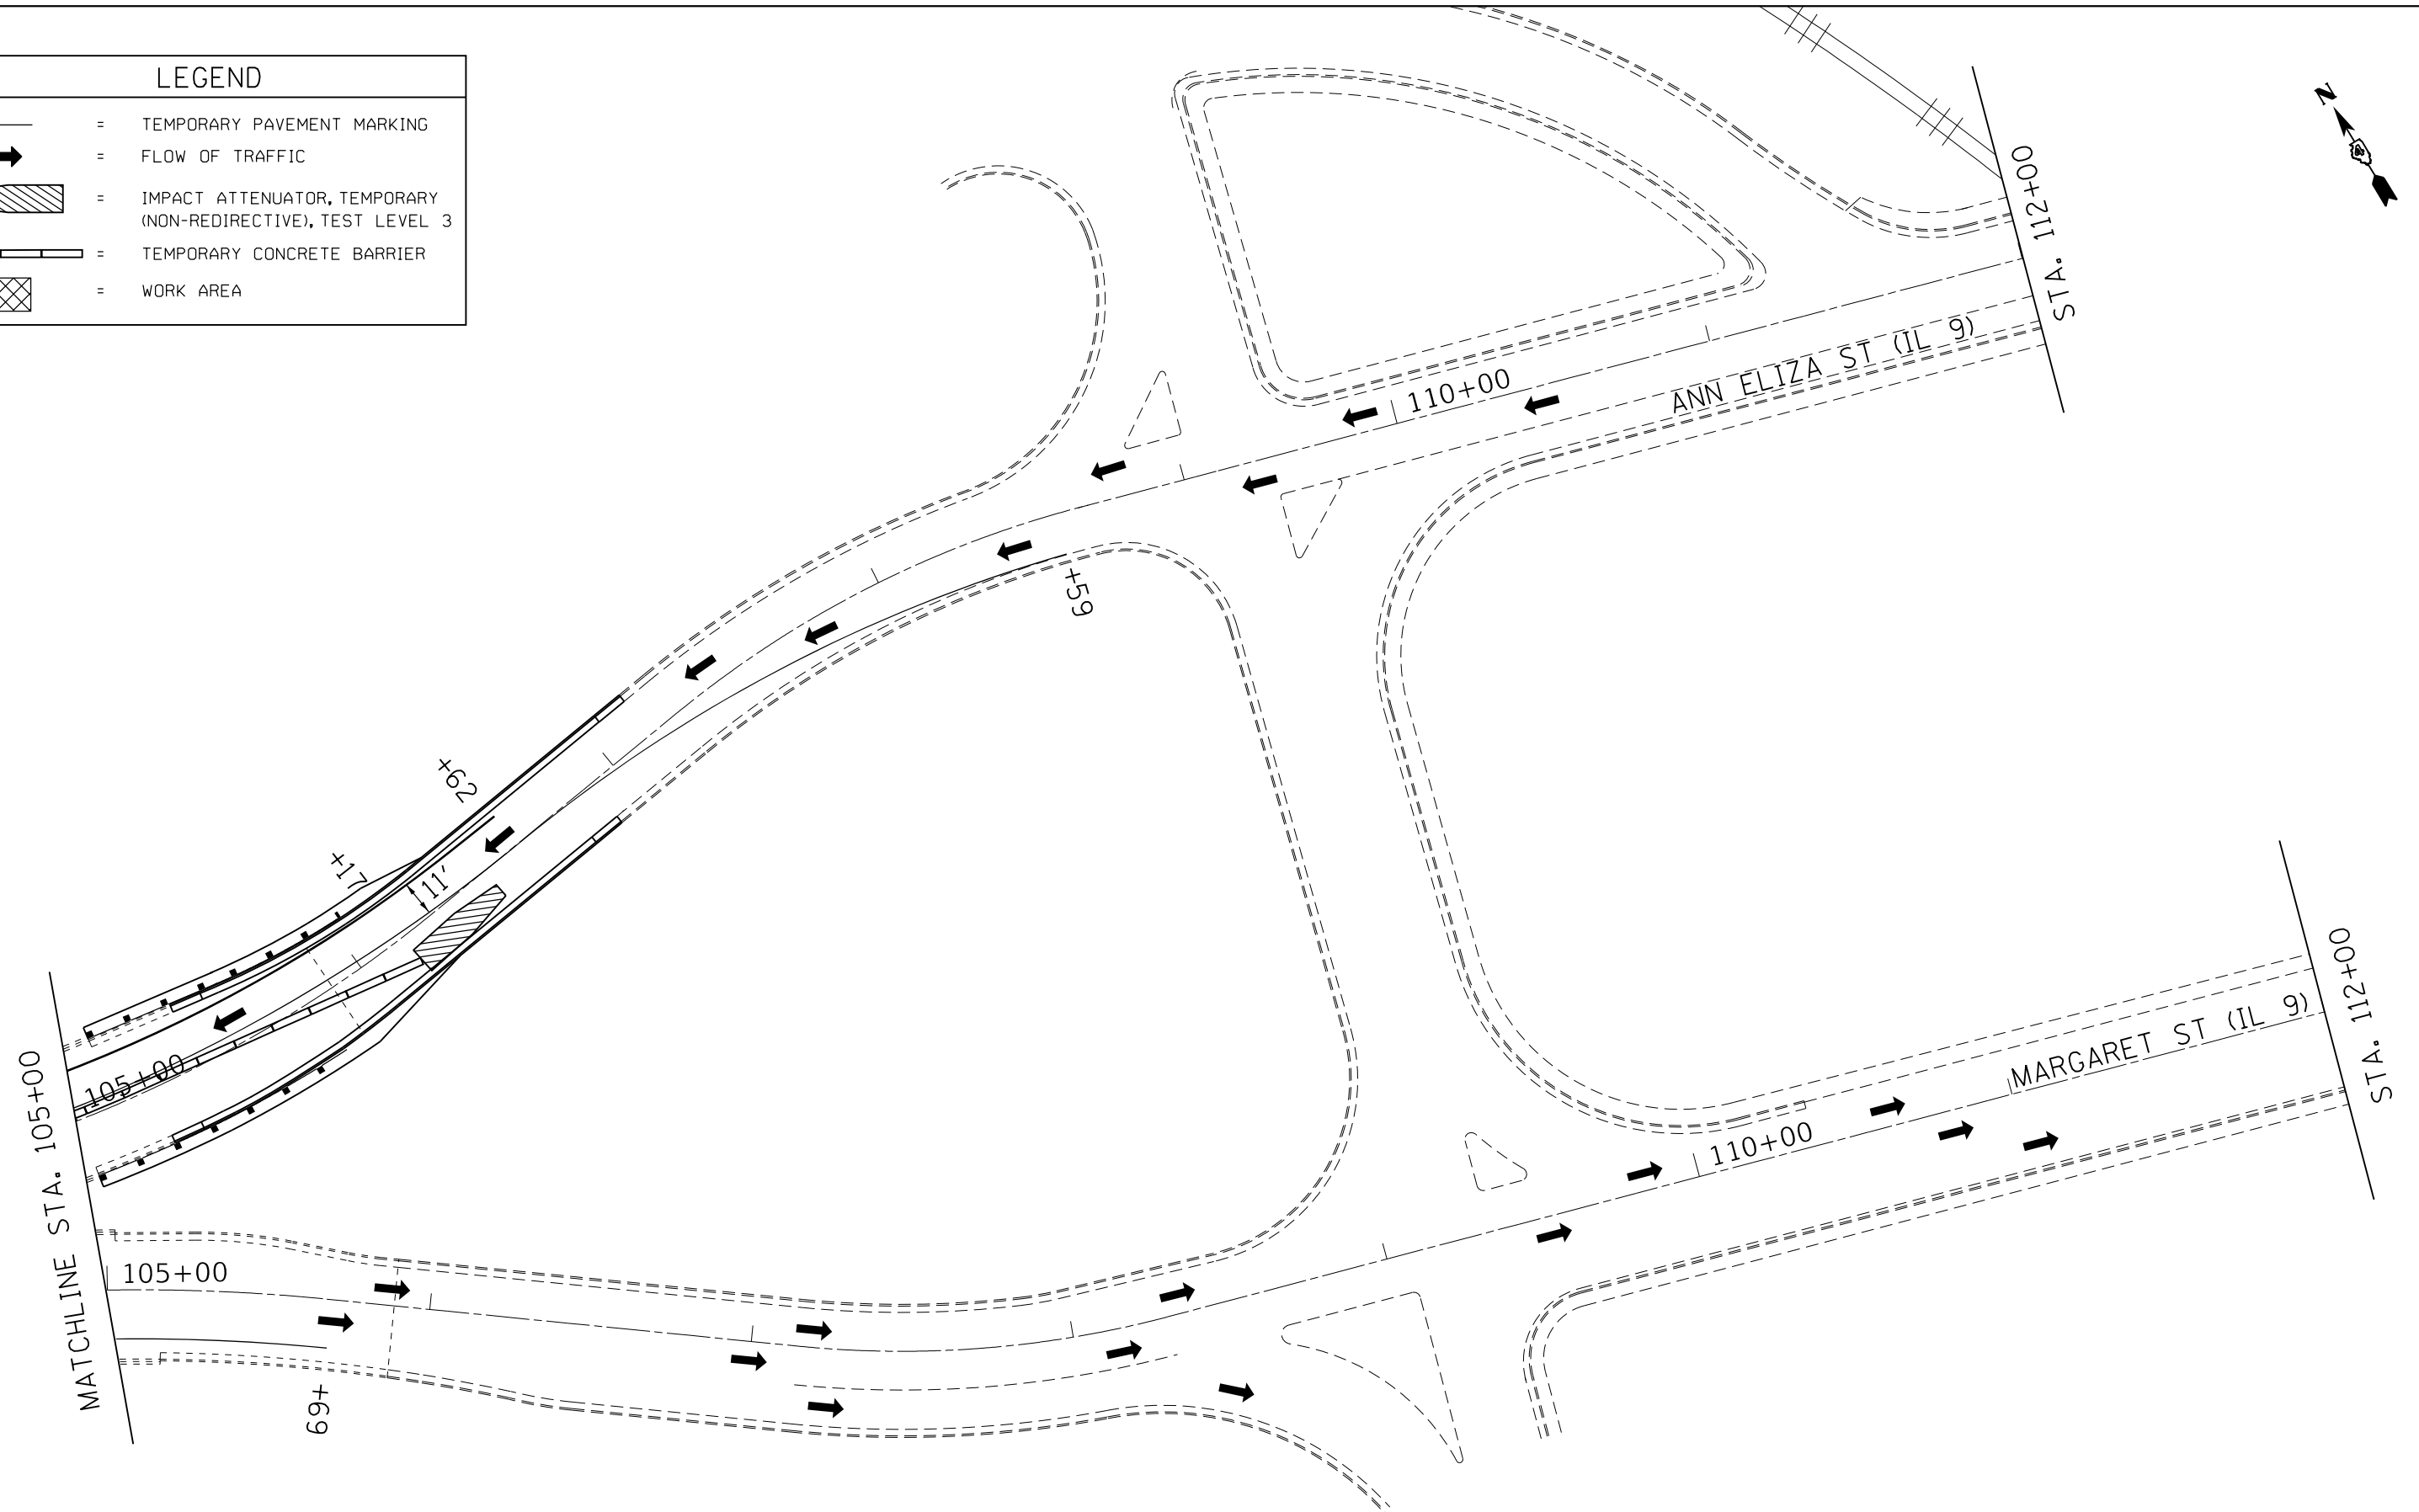 LEGEND
= TEMPORARY PAVEMENT MARKING
= FLOW OF TRAFFIC
= IMPACT ATTENUATOR, TEMPORARY
(NON-REDIRECTIVE), TEST LEVEL 3
= TEMPORARY CONCRETE BARRIER
= WORK AREA
N
STA. 112+00
ANN ELIZA ST (IL 9)
110+00
+59
+62
+17
11'
105+00
MATCHLINE STA. 105+00
105+00
+69
110+00
MARGARET ST (IL 9)
STA. 112+00